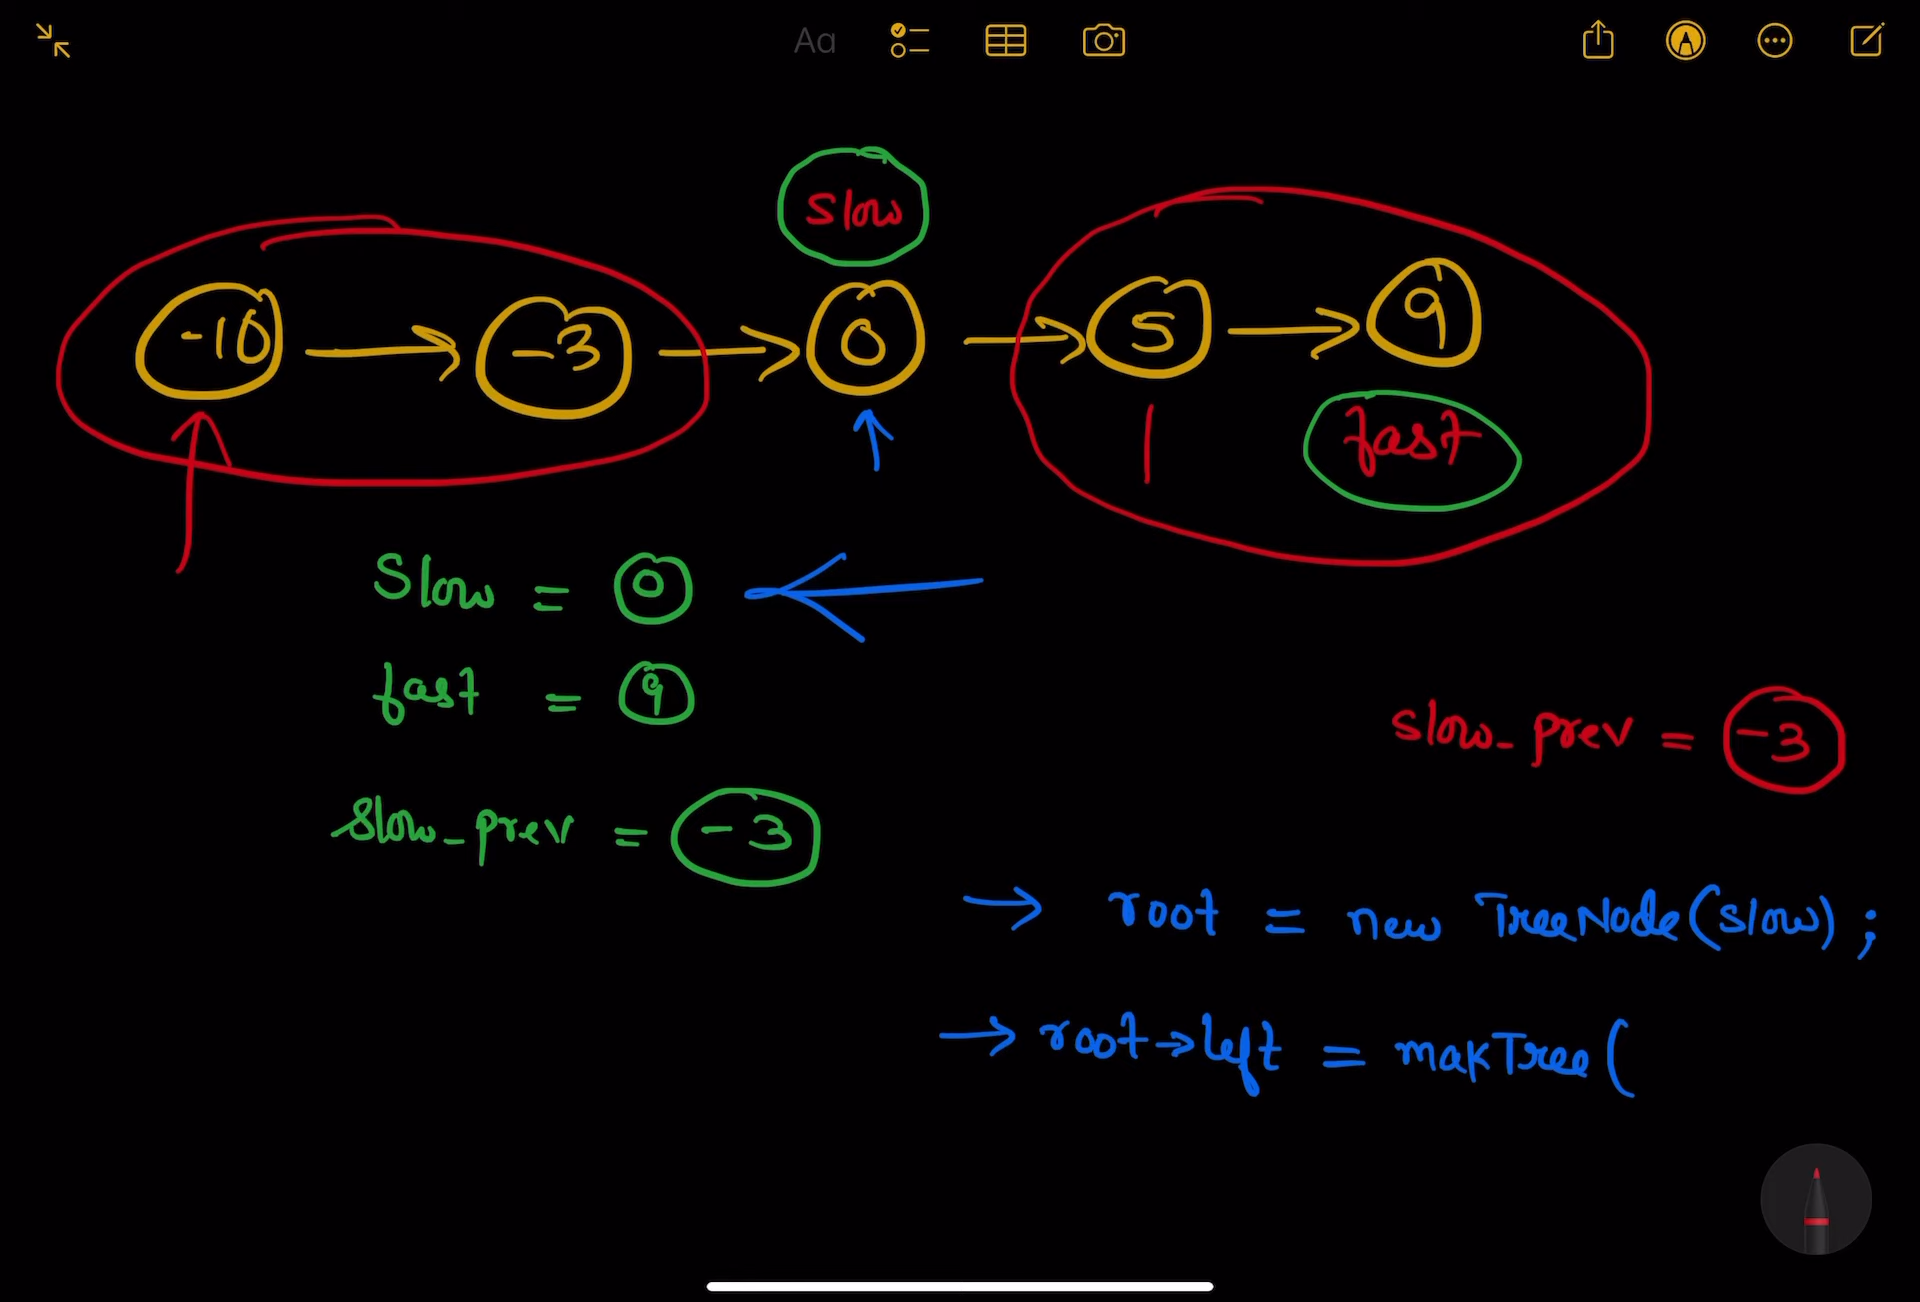 Aa
slow
-10 → -3 → 0 → 5 → 9
fast
Slow = 0
fast = 9
slow_prev = -3
slow_prev = -3
→ root = new TreeNode(slow);
→ root→left = makTree(